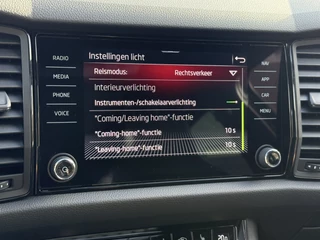 Instellingen licht
RADIO
MEDIA
PHONE
VOICE
Reismodus: Rechtsverkeer
Interieurverlichting
Instrumenten-/schakelaarverlichting
"Coming/Leaving home"-functie
"Coming-home"-functie 10 s
"Leaving-home"-functie 10 s
NAV
APP
CAR
MENU